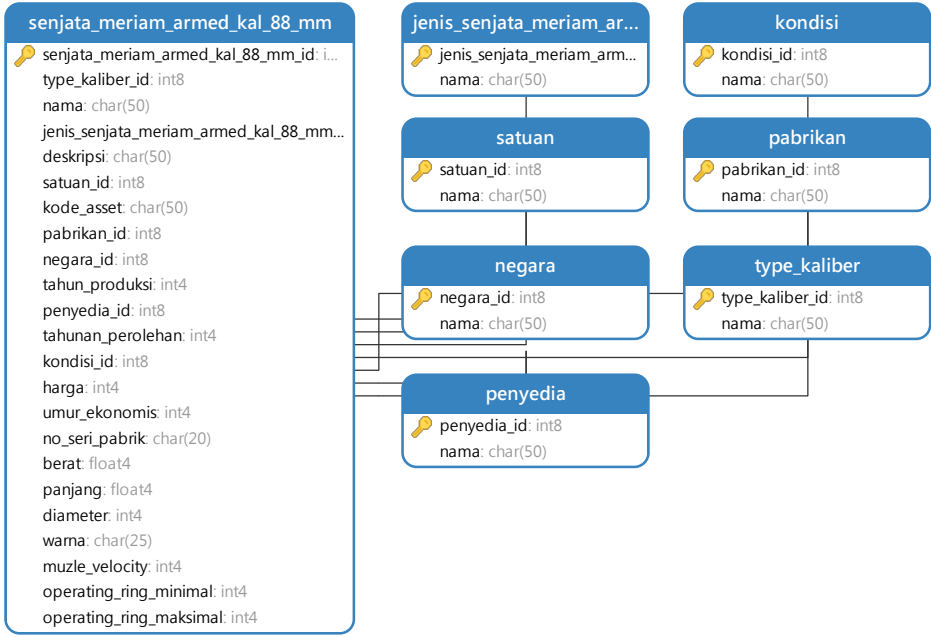 senjata_meriam_armed_kal_88_mm
senjata_meriam_armed_kal_88_mm_id: i...
type_kaliber_id: int8
nama: char(50)
jenis_senjata_meriam_armed_kal_88_mm...
deskripsi: char(50)
satuan_id: int8
kode_asset: char(50)
pabrikan_id: int8
negara_id: int8
tahun_produksi: int4
penyedia_id: int8
tahunan_perolehan: int4
kondisi_id: int8
harga: int4
umur_ekonomis: int4
no_seri_pabrik: char(20)
berat: float4
panjang: float4
diameter: int4
warna: char(25)
muzle_velocity: int4
operating_ring_minimal: int4
operating_ring_maksimal: int4
jenis_senjata_meriam_ar...
jenis_senjata_meriam_arm...
nama: char(50)
kondisi
kondisi_id: int8
nama: char(50)
satuan
satuan_id: int8
nama: char(50)
pabrikan
pabrikan_id: int8
nama: char(50)
negara
negara_id: int8
nama: char(50)
type_kaliber
type_kaliber_id: int8
nama: char(50)
penyedia
penyedia_id: int8
nama: char(50)